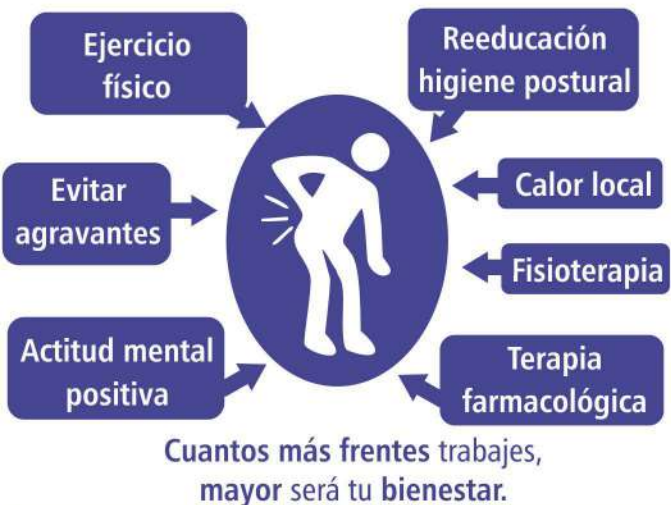 Ejercicio
físico
Reeducación
higiene postural
Evitar
agravantes
Calor local
Fisioterapia
Actitud mental
positiva
Terapia
farmacológica
Cuantos más frentes trabajes,
mayor será tu bienestar.